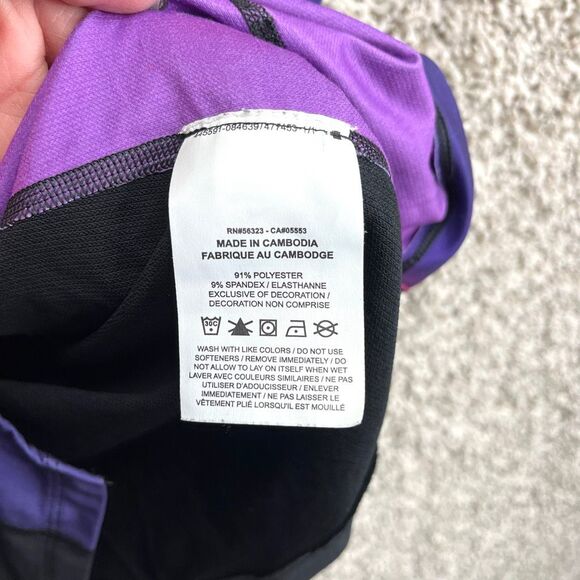 RN#56323 - CA#05553
MADE IN CAMBODIA
FABRIQUE AU CAMBODGE
91% POLYESTER
9% SPANDEX / ELASTHANNE
EXCLUSIVE OF DECORATION /
DECORATION NON COMPRISE
30C
WASH WITH LIKE COLORS / DO NOT USE
SOFTENERS / REMOVE IMMEDIATELY / DO
NOT ALLOW TO LAY ON ITSELF WHEN WET
LAVER AVEC COULEURS SIMILAIRES / NE PAS
UTILISER D'ADOUCISSEUR / ENLEVER
IMMEDIATEMENT / NE PAS LAISSER LE
VÊTEMENT PLIÉ LORSQU'IL EST MOUILLÉ